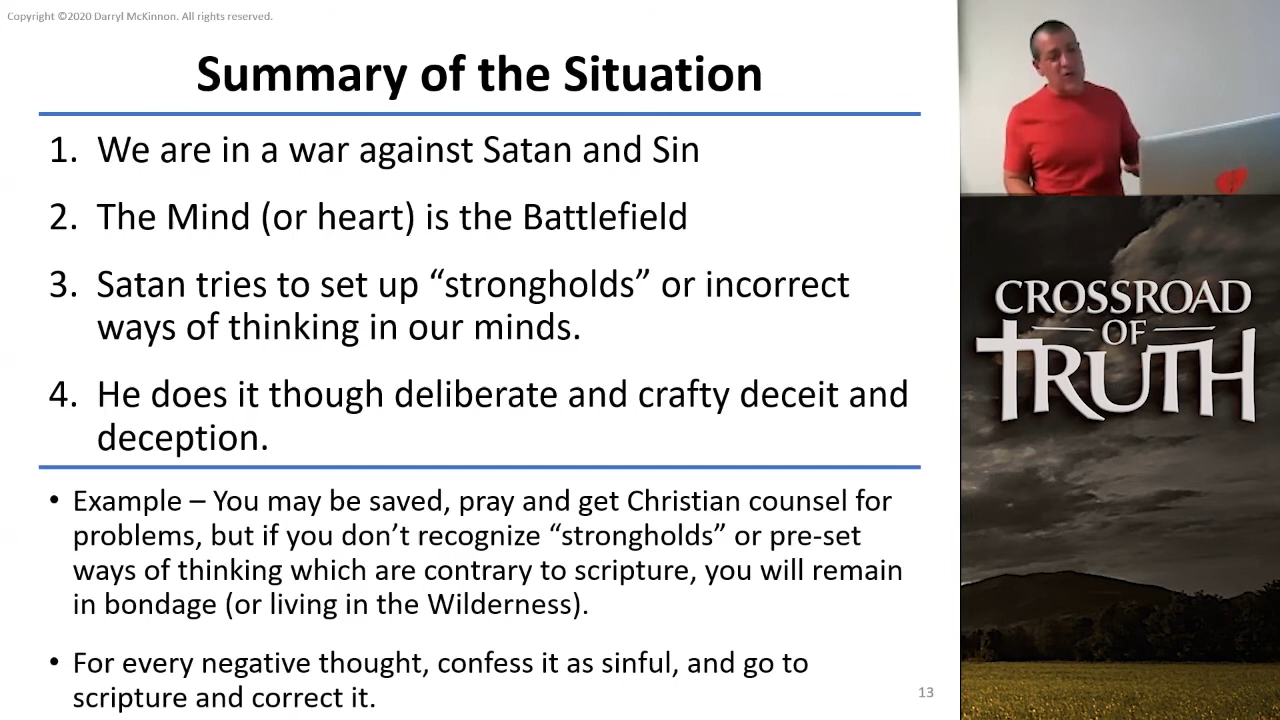 Copyright ©2020 Darryl McKinnon. All rights reserved.
Summary of the Situation
1. We are in a war against Satan and Sin
2. The Mind (or heart) is the Battlefield
3. Satan tries to set up “strongholds” or incorrect
ways of thinking in our minds.
4. He does it though deliberate and crafty deceit and
deception.
• Example – You may be saved, pray and get Christian counsel for
problems, but if you don’t recognize “strongholds” or pre-set
ways of thinking which are contrary to scripture, you will remain
in bondage (or living in the Wilderness).
• For every negative thought, confess it as sinful, and go to
scripture and correct it.
13
CROSSROAD
OF
TRUTH